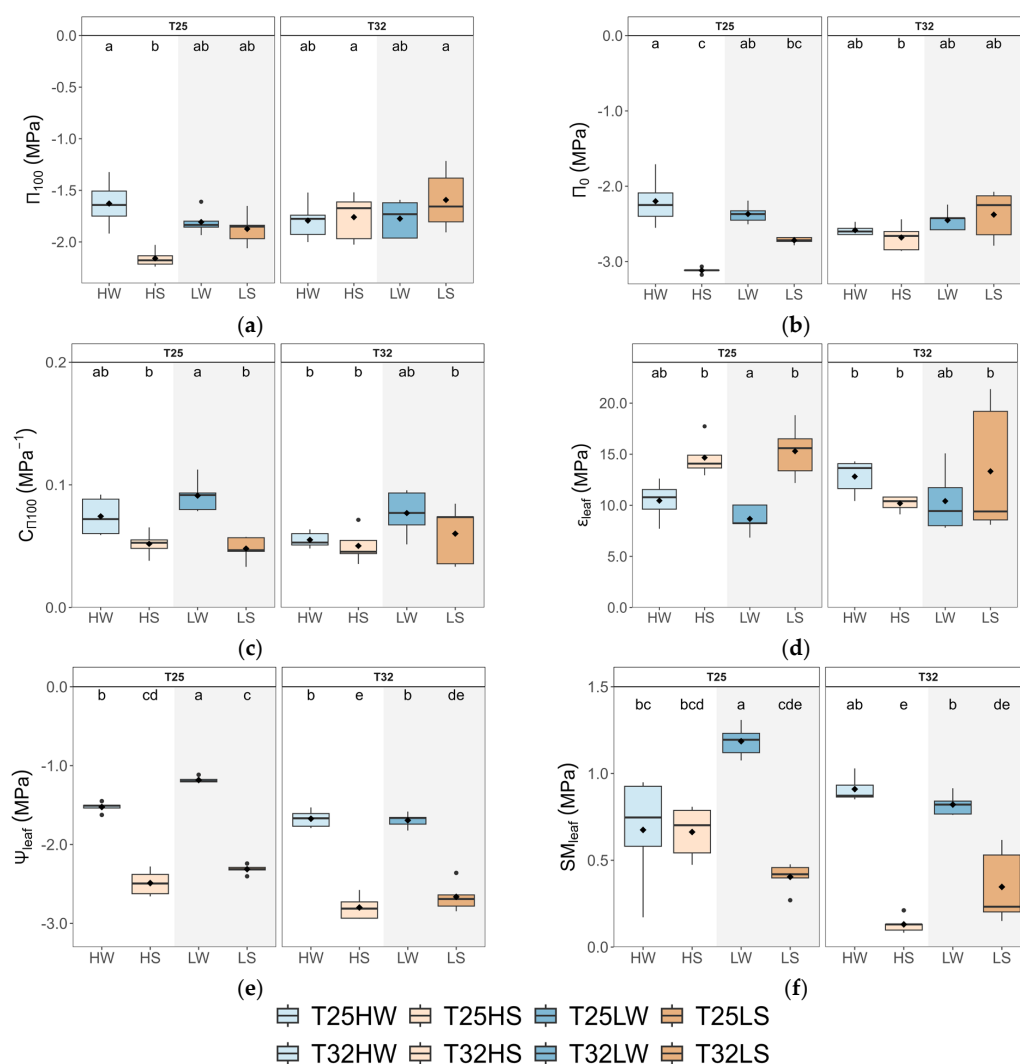 T25 T32 T25 T32
0.0 a b ab ab ab a ab a 0.0 a c ab bc ab b ab ab
-0.5
-1.0 -1.0
Π100 (MPa) Π0 (MPa)
-1.5 -2.0
-2.0 -3.0
HW HS LW LS HW HS LW LS HW HS LW LS HW HS LW LS
(a) (b)
T25 T32 T25 T32
0.2 ab b a b b b ab b ab b a b b b ab b
20.0
15.0
CΠ100 (MPa−1) 0.1 εleaf (MPa) 10.0
5.0
0.0 0.0
HW HS LW LS HW HS LW LS HW HS LW LS HW HS LW LS
(c) (d)
T25 T32 T25 T32
0.0 b cd a c b e b de 1.5 bc bcd a cde ab e b de
-1.0 1.0
Ψleaf (MPa) SMleaf (MPa)
-2.0 0.5
-3.0 0.0
HW HS LW LS HW HS LW LS HW HS LW LS HW HS LW LS
(e) (f)
T25HW T25HS T25LW T25LS
T32HW T32HS T32LW T32LS